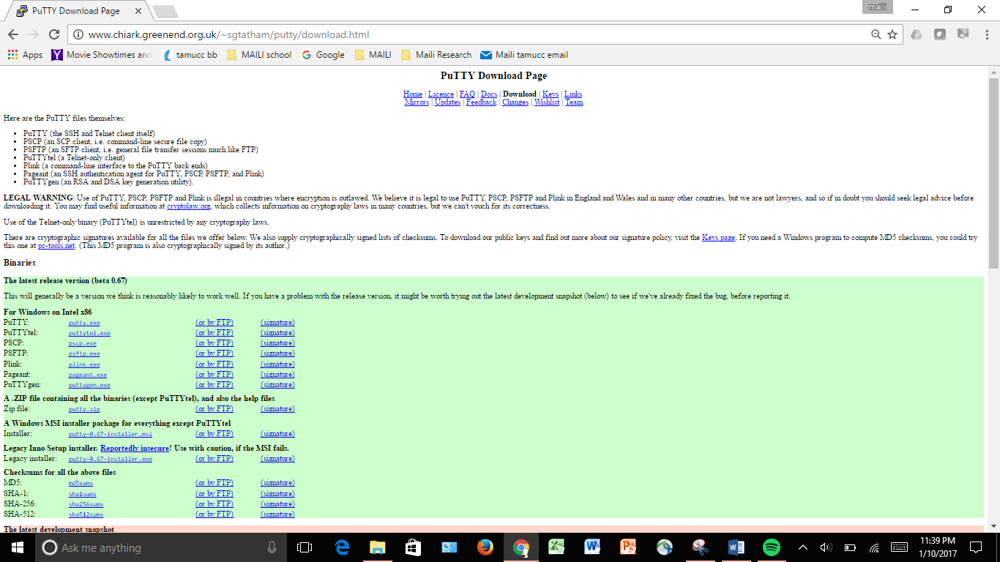 PuTTY Download Page
maili
www.chiark.greenend.org.uk/~sgtatham/putty/download.html
Apps Movie Showtimes and tamucc bb MAILI school Google MAILI Maili Research Maili tamucc email
PuTTY Download Page
Home | Licence | FAQ | Docs | Download | Keys | Links
Mirrors | Updates | Feedback | Changes | Wishlist | Team
Here are the PuTTY files themselves:
• PuTTY (the SSH and Telnet client itself)
• PSCP (an SCP client, i.e. command-line secure file copy)
• PSFTP (an SFTP client, i.e. general file transfer sessions much like FTP)
• PuTTYtel (a Telnet-only client)
• Plink (a command-line interface to the PuTTY back ends)
• Pageant (an SSH authentication agent for PuTTY, PSCP, PSFTP, and Plink)
• PuTTYgen (an RSA and DSA key generation utility).
LEGAL WARNING: Use of PuTTY, PSCP, PSFTP and Plink is illegal in countries where encryption is outlawed. We believe it is legal to use PuTTY, PSCP, PSFTP and Plink in England and Wales and in many other countries, but we are not lawyers, and so if in doubt you should seek legal advice before
downloading it. You may find useful information at cryptolaw.org, which collects information on cryptography laws in many countries, but we can't vouch for its correctness.
Use of the Telnet-only binary (PuTTYtel) is unrestricted by any cryptography laws.
There are cryptographic signatures available for all the files we offer below. We also supply cryptographically signed lists of checksums. To download our public keys and find out more about our signature policy, visit the Keys page. If you need a Windows program to compute MD5 checksums, you could try
this one at pc-tools.net. (This MD5 program is also cryptographically signed by its author.)
Binaries
The latest release version (beta 0.67)
This will generally be a version we think is reasonably likely to work well. If you have a problem with the release version, it might be worth trying out the latest development snapshot (below) to see if we've already fixed the bug, before reporting it.
For Windows on Intel x86
PuTTY: putty.exe (or by FTP) (signature)
PuTTYtel: puttytel.exe (or by FTP) (signature)
PSCP: pscp.exe (or by FTP) (signature)
PSFTP: psftp.exe (or by FTP) (signature)
Plink: plink.exe (or by FTP) (signature)
Pageant: pageant.exe (or by FTP) (signature)
PuTTYgen: puttygen.exe (or by FTP) (signature)
A .ZIP file containing all the binaries (except PuTTYtel), and also the help files
Zip file: putty.zip (or by FTP) (signature)
A Windows MSI installer package for everything except PuTTYtel
Installer: putty-0.67-installer.msi (or by FTP) (signature)
Legacy Inno Setup installer. Reportedly insecure! Use with caution, if the MSI fails.
Legacy installer: putty-0.67-installer.exe (or by FTP) (signature)
Checksums for all the above files
MD5: md5sums (or by FTP) (signature)
SHA-1: sha1sums (or by FTP) (signature)
SHA-256: sha256sums (or by FTP) (signature)
SHA-512: sha512sums (or by FTP) (signature)
The latest development snapshot
Ask me anything
11:39 PM
1/10/2017